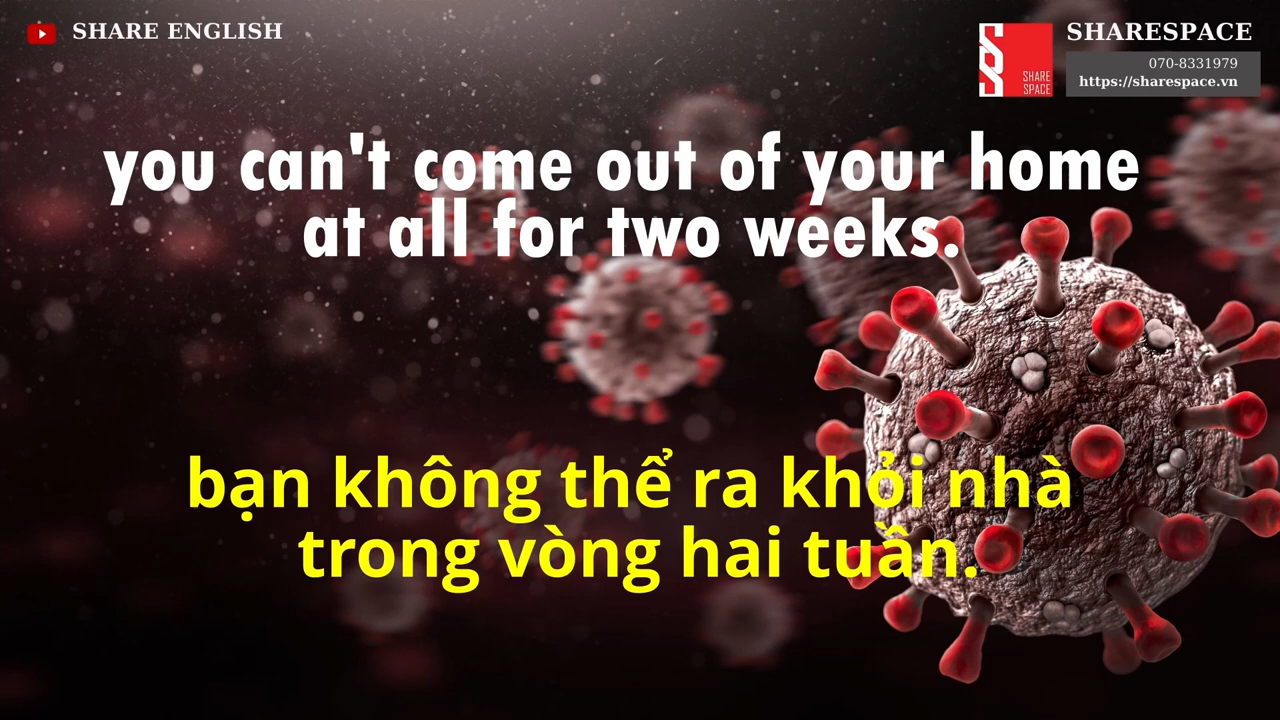 SHARE ENGLISH
SHARESPACE
SHARE
SPACE
070-8331979
https://sharespace.vn
you can't come out of your home
at all for two weeks.
bạn không thể ra khỏi nhà
trong vòng hai tuần.